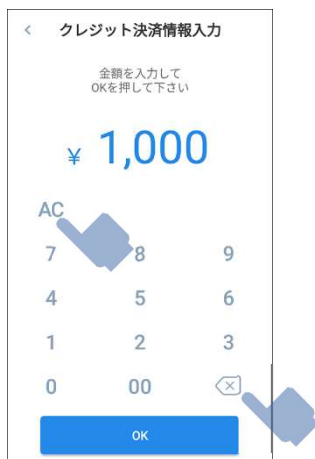 クレジット決済情報入力
金額を入力して
OKを押して下さい
¥ 1,000
AC
7 8 9
4 5 6
1 2 3
0 00
OK